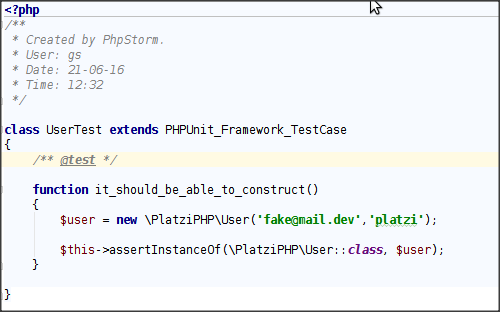 <?php
/**
 * Created by PhpStorm.
 * User: gs
 * Date: 21-06-16
 * Time: 12:32
 */
class UserTest extends PHPUnit_Framework_TestCase
{
    /** @test */
    function it_should_be_able_to_construct()
    {
        $user = new \PlatziPHP\User('fake@mail.dev','platzi');
        $this->assertInstanceOf(\PlatziPHP\User::class, $user);
    }
}